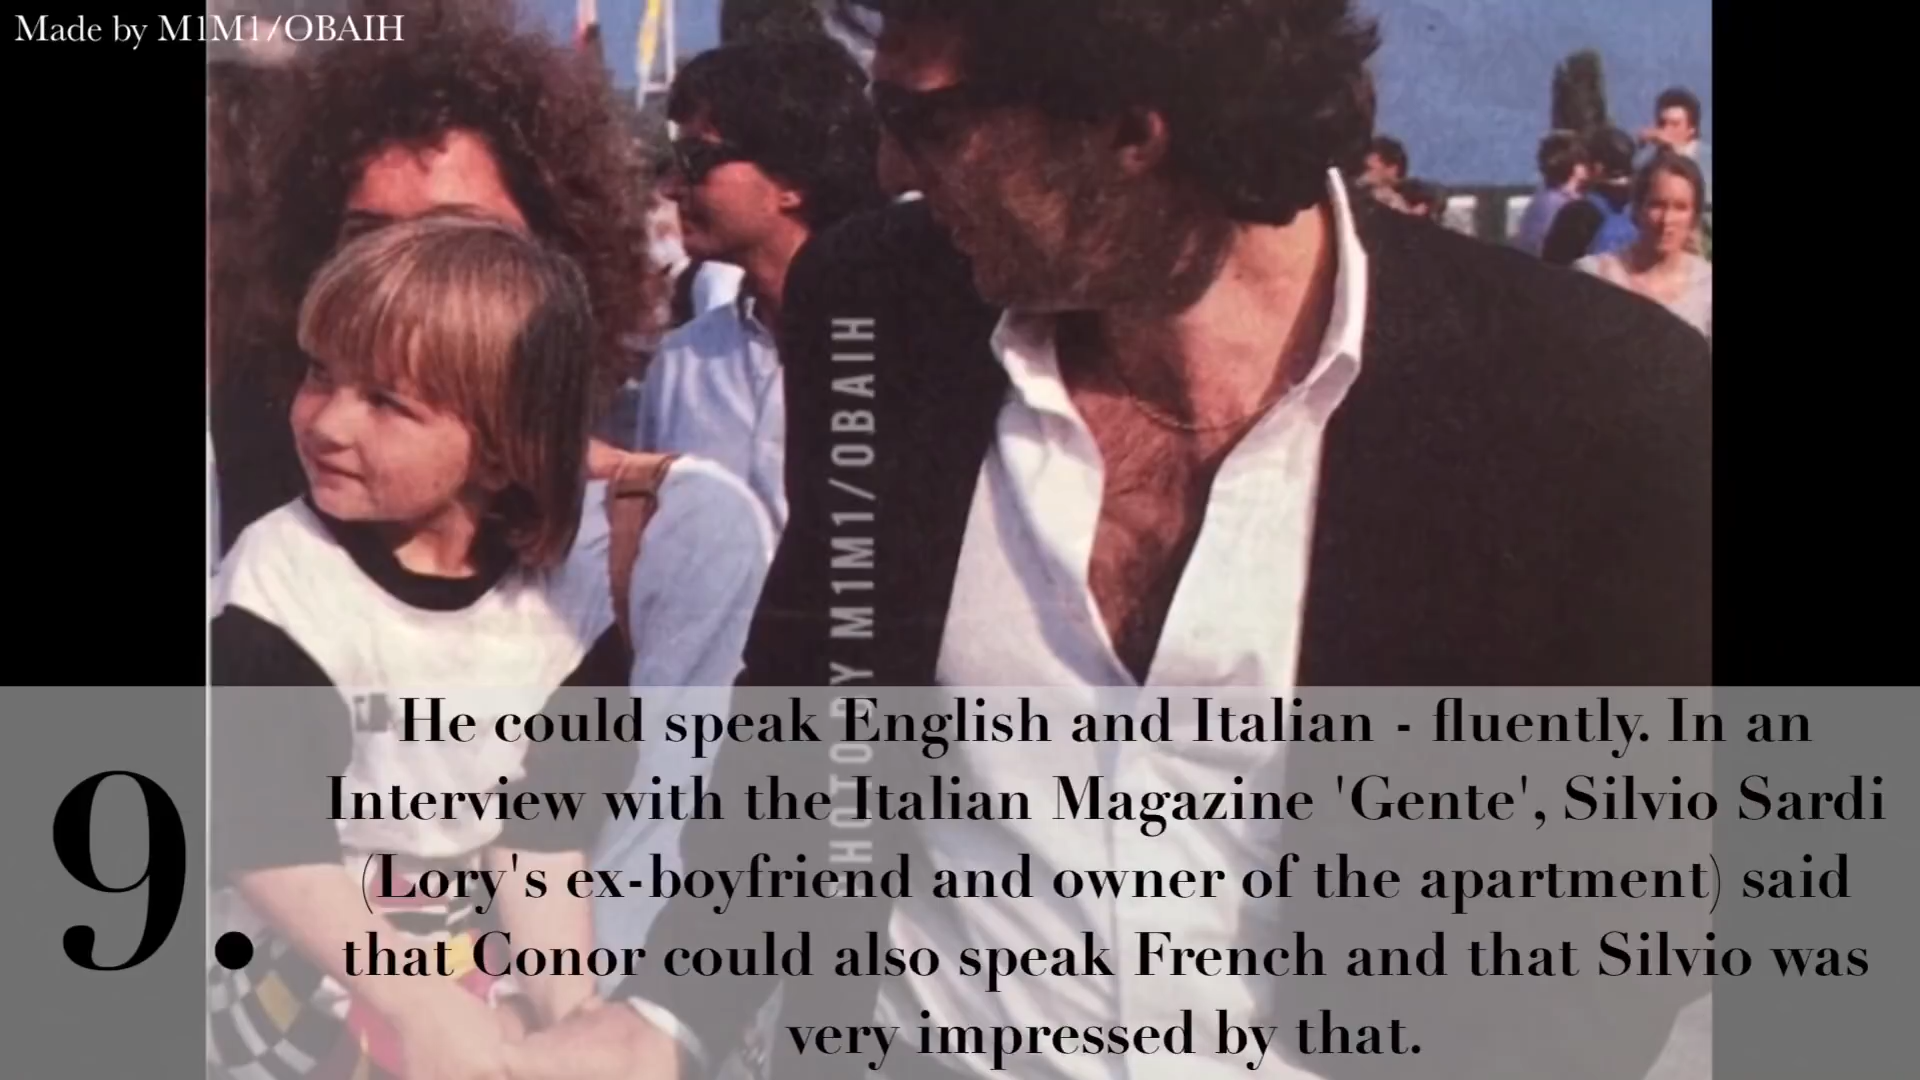 Made by M1M1/OBAIH
PHOTO BY M1M1/OBAIH
9.
He could speak English and Italian - fluently. In an
Interview with the Italian Magazine 'Gente', Silvio Sardi
(Lory's ex-boyfriend and owner of the apartment) said
that Conor could also speak French and that Silvio was
very impressed by that.